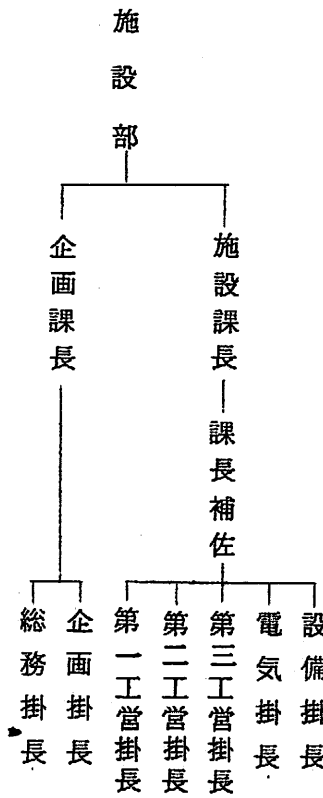 施設部
施設課長
課長補佐
設備掛長
電気掛長
第三工営掛長
第二工営掛長
第一工営掛長
企画課長
企画掛長
総務掛長